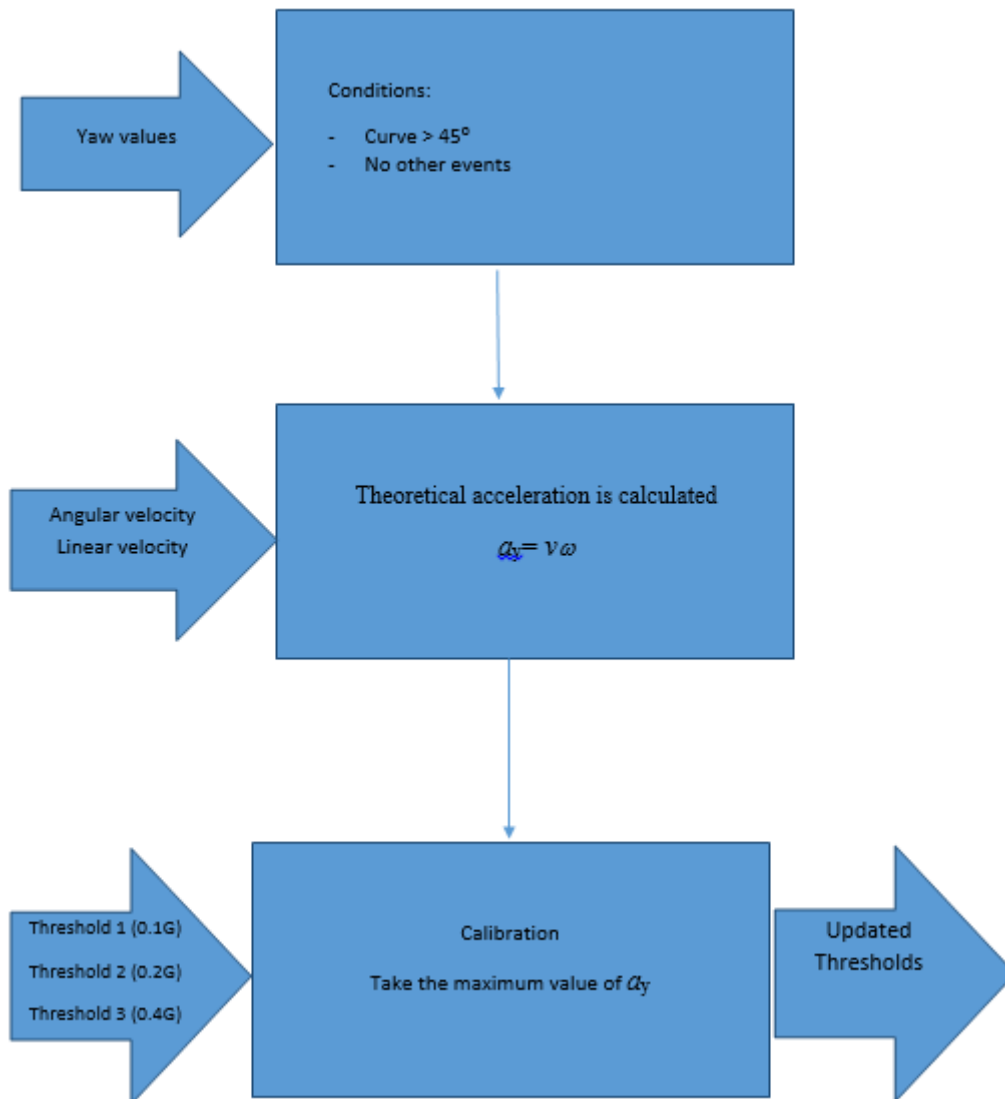 Yaw values
Conditions:
- Curve > 45º
- No other events
Angular velocity
Linear velocity
Theoretical acceleration is calculated
ay= vω
Threshold 1 (0.1G)
Threshold 2 (0.2G)
Threshold 3 (0.4G)
Calibration
Take the maximum value of ay
Updated
Thresholds